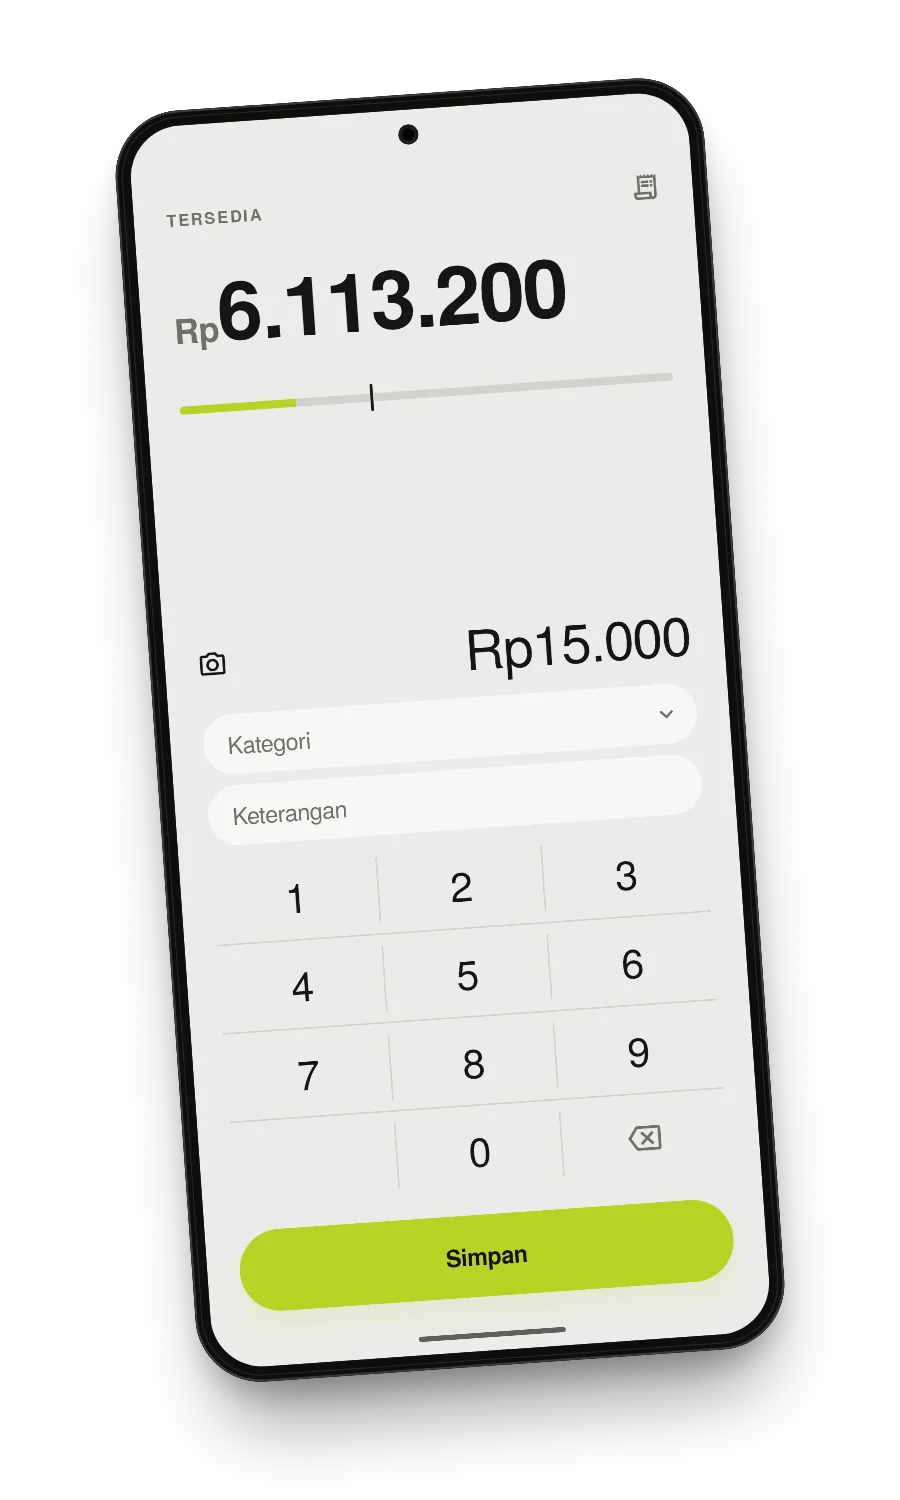 TERSEDIA
Rp6.113.200
Rp15.000
Kategori
Keterangan
1 2 3
4 5 6
7 8 9
0
Simpan